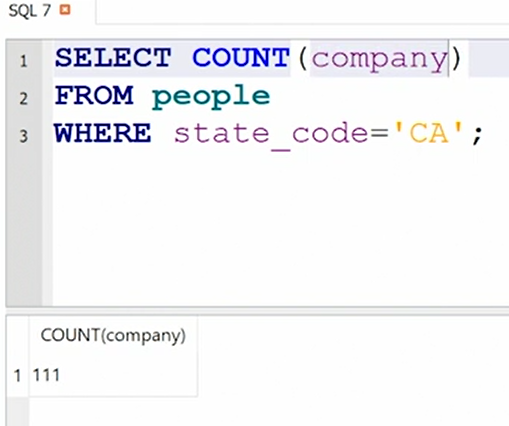 SQL 7
1 SELECT COUNT(company)
2 FROM people
3 WHERE state_code='CA';
COUNT(company)
1 111